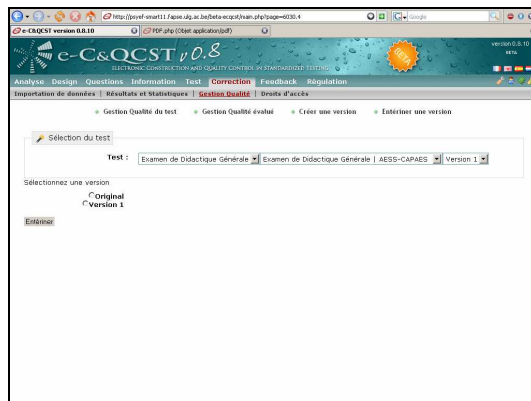 http://psyef-smart11.fapse.ulg.ac.be/beta-ecqcst/main.php?page=6030.4
Google
e-C&QCST version 0.8.10
PDF.php (Objet application/pdf)
e-C&QCST v0.8
ELECTRONIC CONSTRUCTION AND QUALITY CONTROL IN STANDARDIZED TESTING
BETA
version 0.8.10
BETA
Analyse Design Questions Information Test Correction Feedback Régulation
Importation de données | Résultats et Statistiques | Gestion Qualité | Droits d'accès
Gestion Qualité du test Gestion Qualité évalué Créer une version Entériner une version
Sélection du test
Test : Examen de Didactique Générale Examen de Didactique Générale | AESS-CAPAES Version 1
Sélectionnez une version
Original
Version 1
Entériner